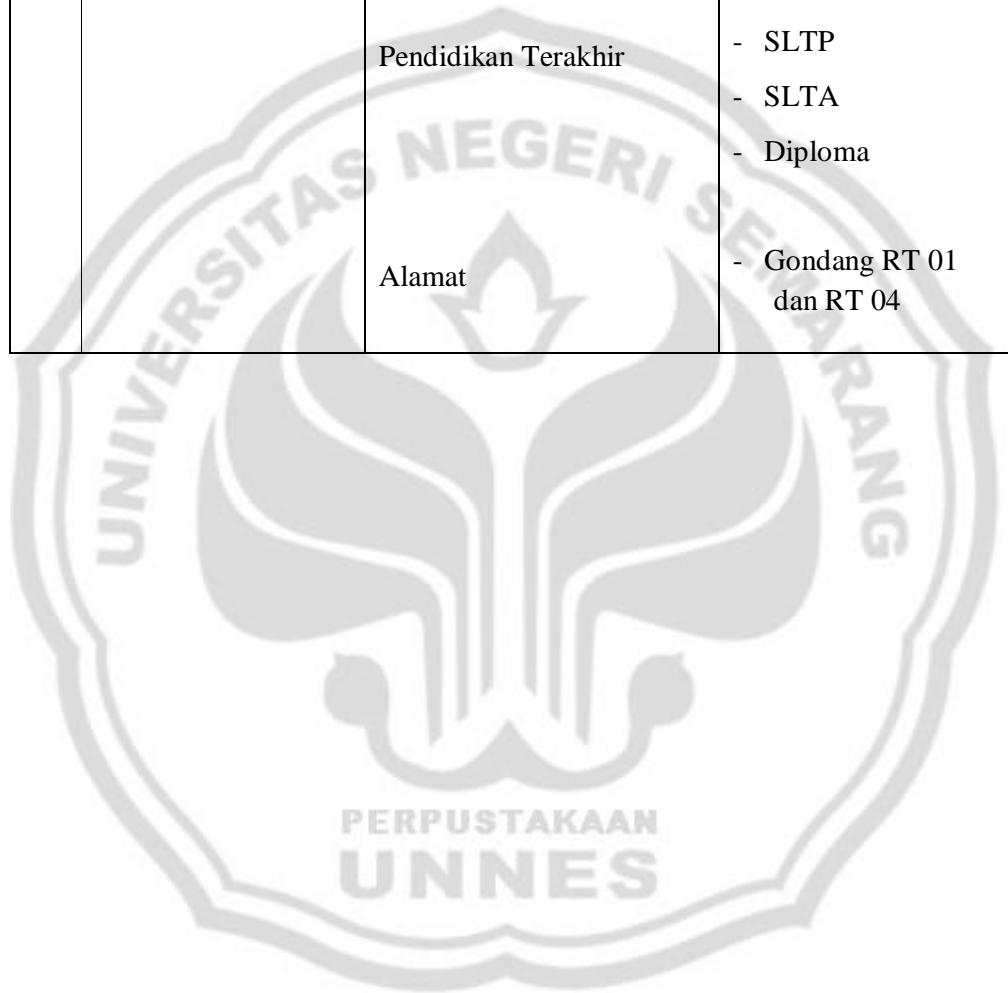 Pendidikan Terakhir
- SLTP
- SLTA
- Diploma
Alamat
- Gondang RT 01
dan RT 04
UNIVERSITAS NEGERI SEMARANG
PERPUSTAKAAN
UNNES